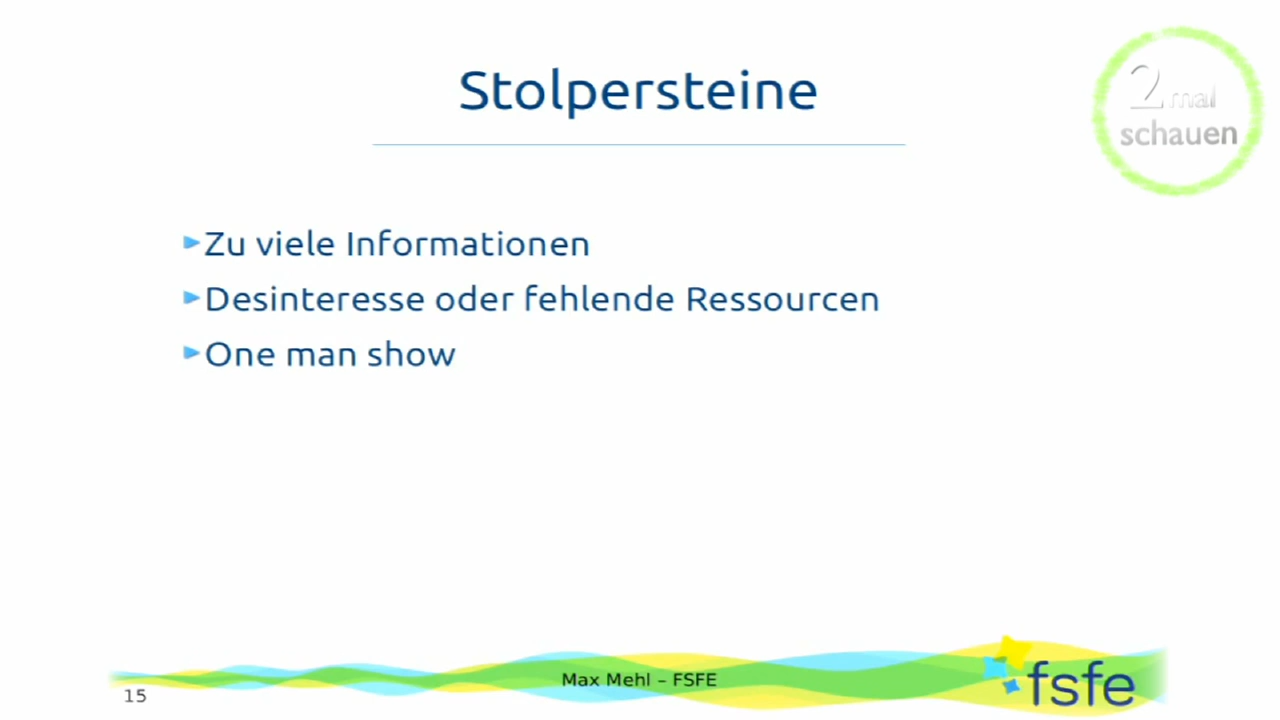 Stolpersteine
2 mal
schauen
►Zu viele Informationen
►Desinteresse oder fehlende Ressourcen
►One man show
Max Mehl – FSFE
fsfe
15